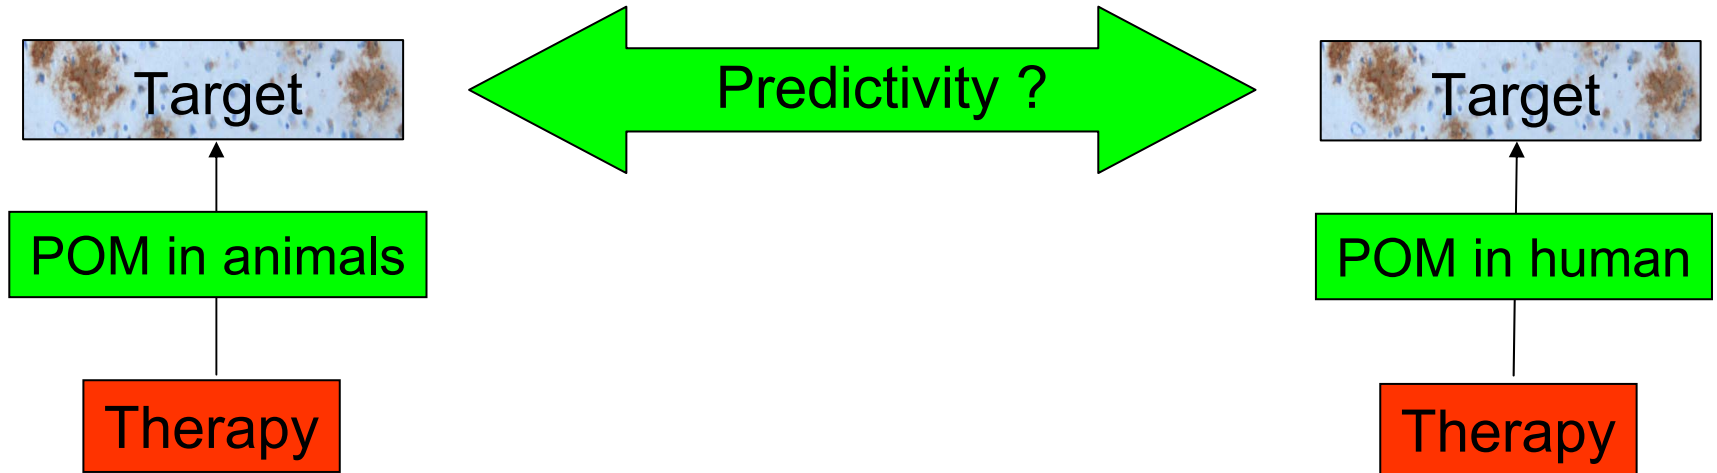 Target
Predictivity ?
Target
POM in animals
POM in human
Therapy
Therapy